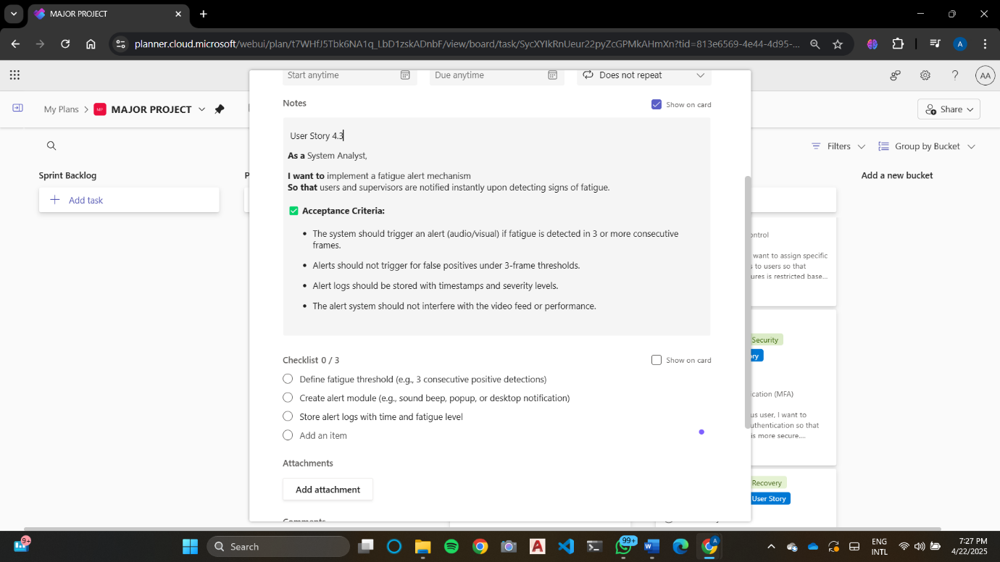 MAJOR PROJECT
planner.cloud.microsoft/webui/plan/t7WHfJ5Tbk6NA1q_LbD1zskADnbF/view/board/task/SycXYIkRnUeur22pyZcGPMkAHmXn?tid=813e6569-4e44-4d95-...
A
AA
My Plans > MP MAJOR PROJECT
Share
Filters
Group by Bucket
Sprint Backlog
Add task
Add a new bucket
Start anytime
Due anytime
Does not repeat
Notes
Show on card
User Story 4.3
As a System Analyst,
I want to implement a fatigue alert mechanism
So that users and supervisors are notified instantly upon detecting signs of fatigue.
✅ Acceptance Criteria:
• The system should trigger an alert (audio/visual) if fatigue is detected in 3 or more consecutive
frames.
• Alerts should not trigger for false positives under 3-frame thresholds.
• Alert logs should be stored with timestamps and severity levels.
• The alert system should not interfere with the video feed or performance.
Checklist 0 / 3
Show on card
Define fatigue threshold (e.g., 3 consecutive positive detections)
Create alert module (e.g., sound beep, popup, or desktop notification)
Store alert logs with time and fatigue level
Add an item
Attachments
Add attachment
ontrol
want to assign specific
s to users so that
ures is restricted base...
Security
ry
cation (MFA)
us user, I want to
uthentication so that
is more secure....
Recovery
User Story
9+
Search
99+
A
ENG
INTL
7:27 PM
4/22/2025